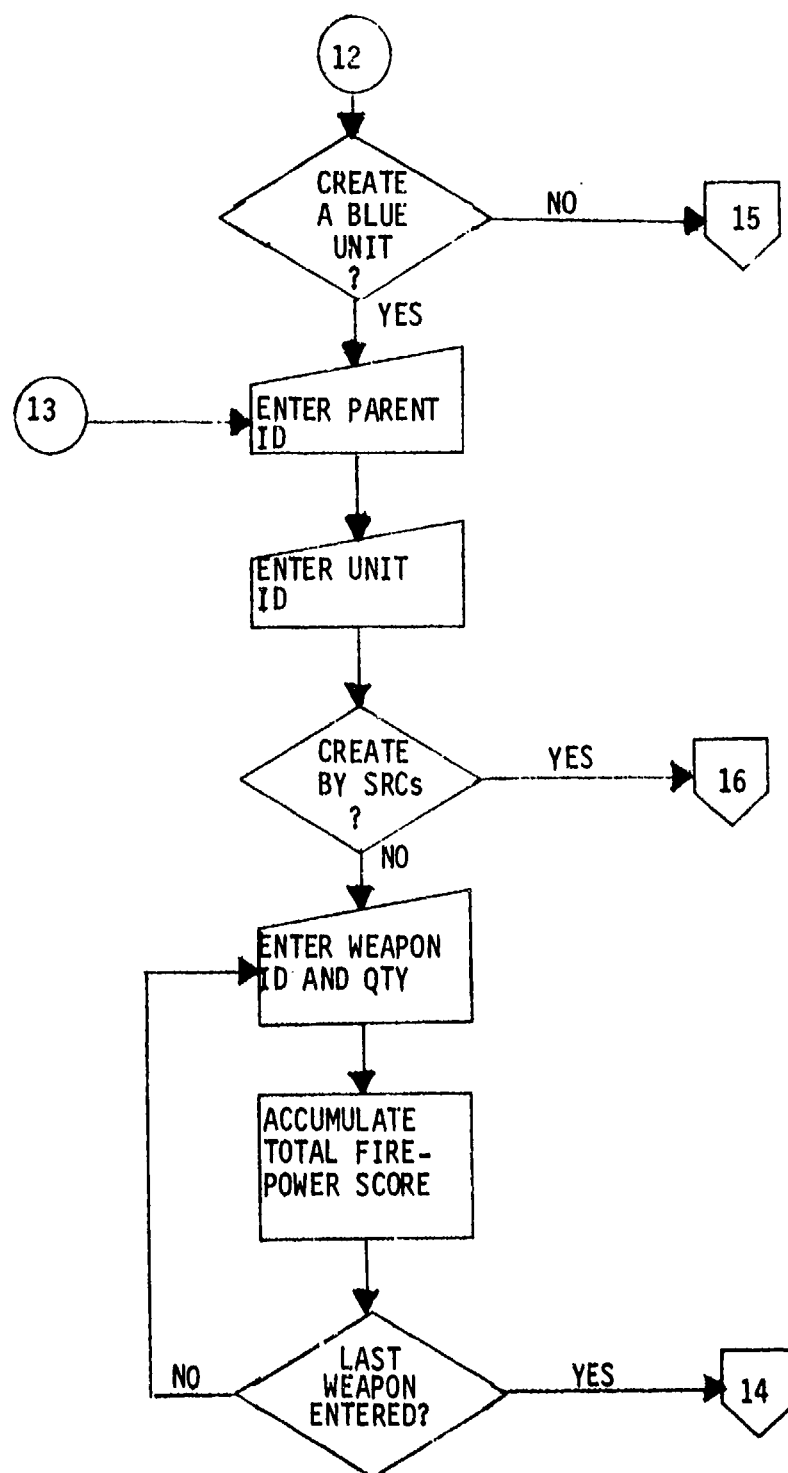 12
CREATE
A BLUE
UNIT
?
NO
15
YES
13
ENTER PARENT
ID
ENTER UNIT
ID
CREATE
BY SRCs
?
YES
16
NO
ENTER WEAPON
ID AND QTY
ACCUMULATE
TOTAL FIRE-
POWER SCORE
LAST
WEAPON
ENTERED?
NO
YES
14